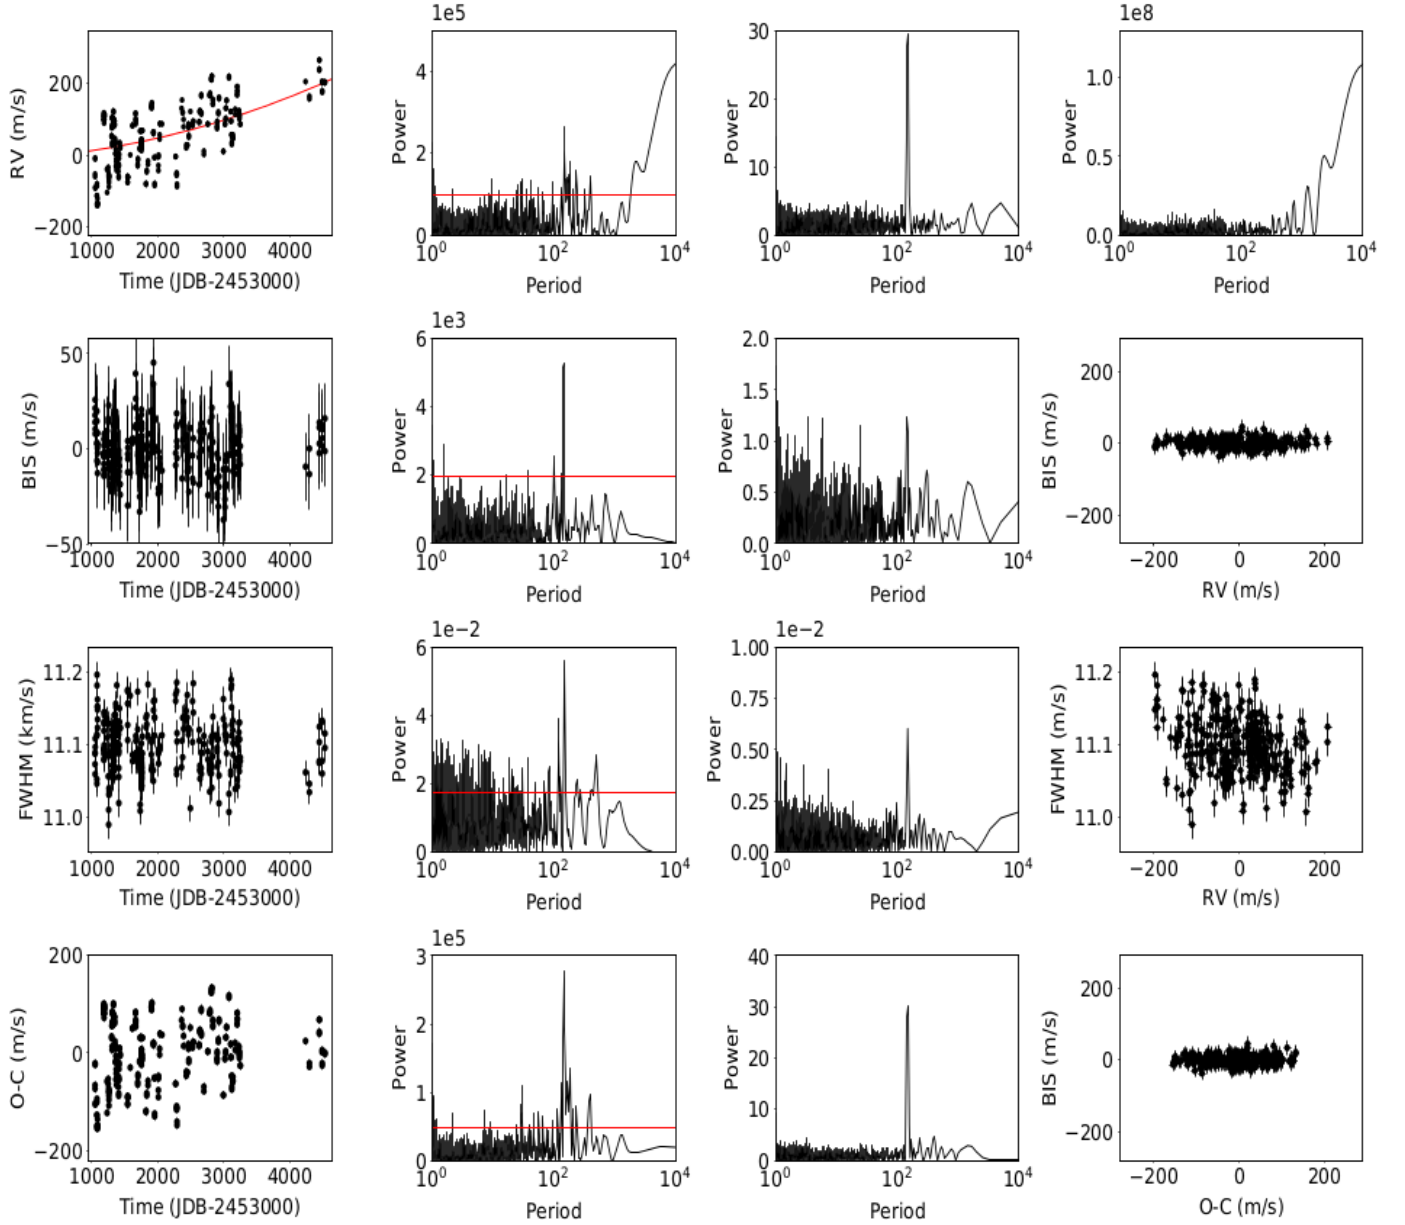 1e5
1e8
RV (m/s)
200
0
−200
1000 2000 3000 4000
Time (JDB-2453000)
Power
4
2
0
10^0 10^2 10^4
Period
Power
30
20
10
0
10^0 10^2 10^4
Period
Power
1.0
0.5
0.0
10^0 10^2 10^4
Period
1e3
BIS (m/s)
50
0
−50
1000 2000 3000 4000
Time (JDB-2453000)
Power
6
4
2
0
10^0 10^2 10^4
Period
Power
2.0
1.5
1.0
0.5
0.0
10^0 10^2 10^4
Period
BIS (m/s)
200
0
−200
−200 0 200
RV (m/s)
1e−2
1e−2
FWHM (km/s)
11.2
11.1
11.0
1000 2000 3000 4000
Time (JDB-2453000)
Power
6
4
2
0
10^0 10^2 10^4
Period
Power
1.00
0.75
0.50
0.25
0.00
10^0 10^2 10^4
Period
FWHM (m/s)
11.2
11.1
11.0
−200 0 200
RV (m/s)
1e5
O-C (m/s)
200
0
−200
1000 2000 3000 4000
Time (JDB-2453000)
Power
3
2
1
0
10^0 10^2 10^4
Period
Power
40
30
20
10
0
10^0 10^2 10^4
Period
BIS (m/s)
200
0
−200
−200 0 200
O-C (m/s)